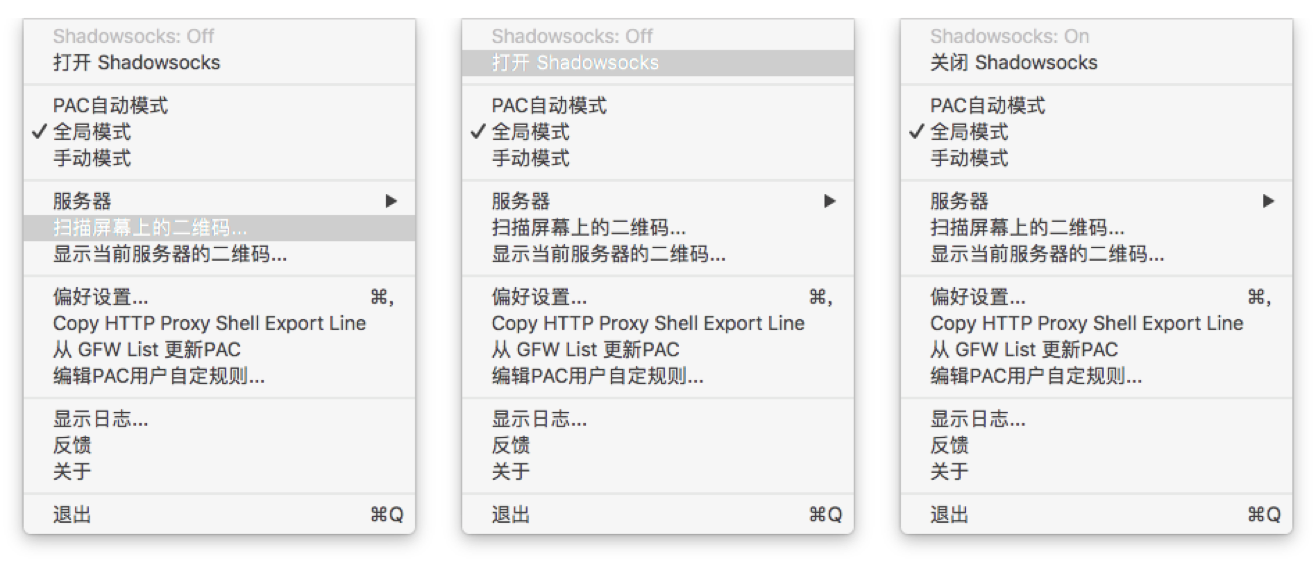 Shadowsocks: Off
打开 Shadowsocks
PAC自动模式
✓ 全局模式
手动模式
服务器 ▶
扫描屏幕上的二维码...
显示当前服务器的二维码...
偏好设置... ⌘,
Copy HTTP Proxy Shell Export Line
从 GFW List 更新PAC
编辑PAC用户自定规则...
显示日志...
反馈
关于
退出 ⌘Q
Shadowsocks: Off
打开 Shadowsocks
PAC自动模式
✓ 全局模式
手动模式
服务器 ▶
扫描屏幕上的二维码...
显示当前服务器的二维码...
偏好设置... ⌘,
Copy HTTP Proxy Shell Export Line
从 GFW List 更新PAC
编辑PAC用户自定规则...
显示日志...
反馈
关于
退出 ⌘Q
Shadowsocks: On
关闭 Shadowsocks
PAC自动模式
✓ 全局模式
手动模式
服务器 ▶
扫描屏幕上的二维码...
显示当前服务器的二维码...
偏好设置... ⌘,
Copy HTTP Proxy Shell Export Line
从 GFW List 更新PAC
编辑PAC用户自定规则...
显示日志...
反馈
关于
退出 ⌘Q